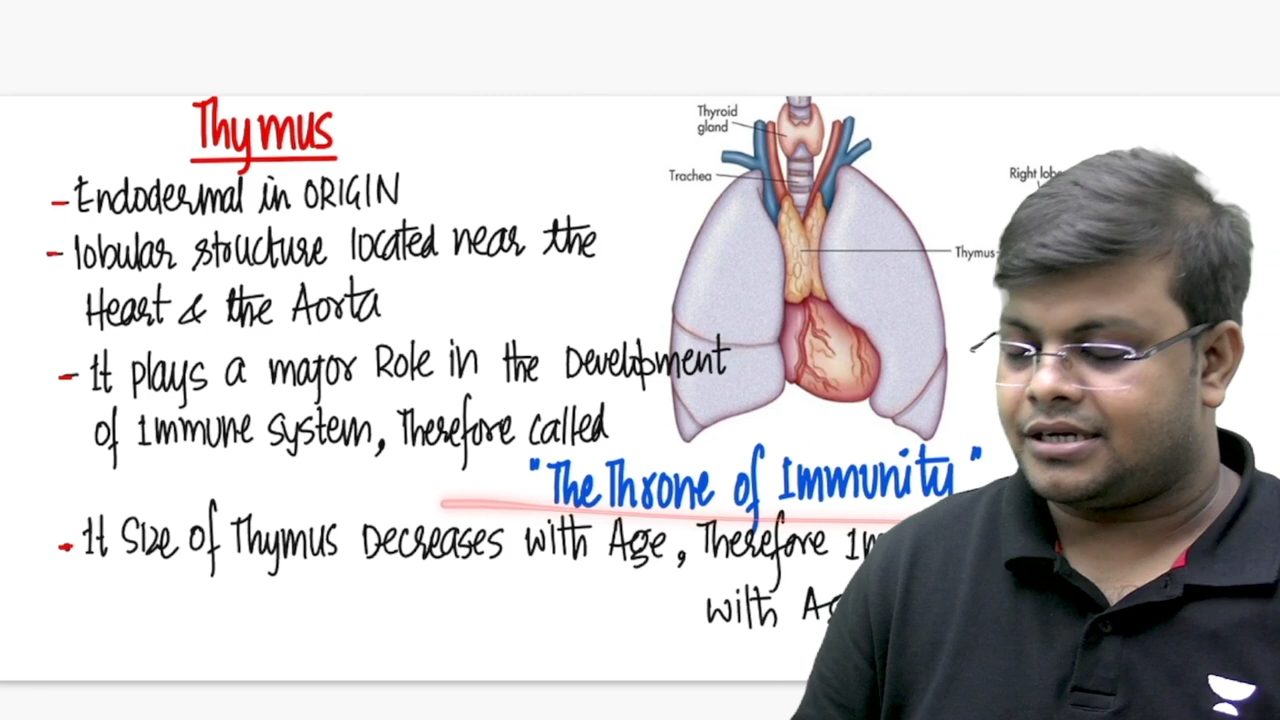 Thymus
- Endodermal in ORIGIN
- lobular structure located near the
Heart & the Aorta
- It plays a major Role in the Development
of Immune System, Therefore called
"The Throne of Immunity"
- It Size of Thymus Decreases with Age, Therefore
with
Thyroid
gland
Trachea
Thymus
Right lobe